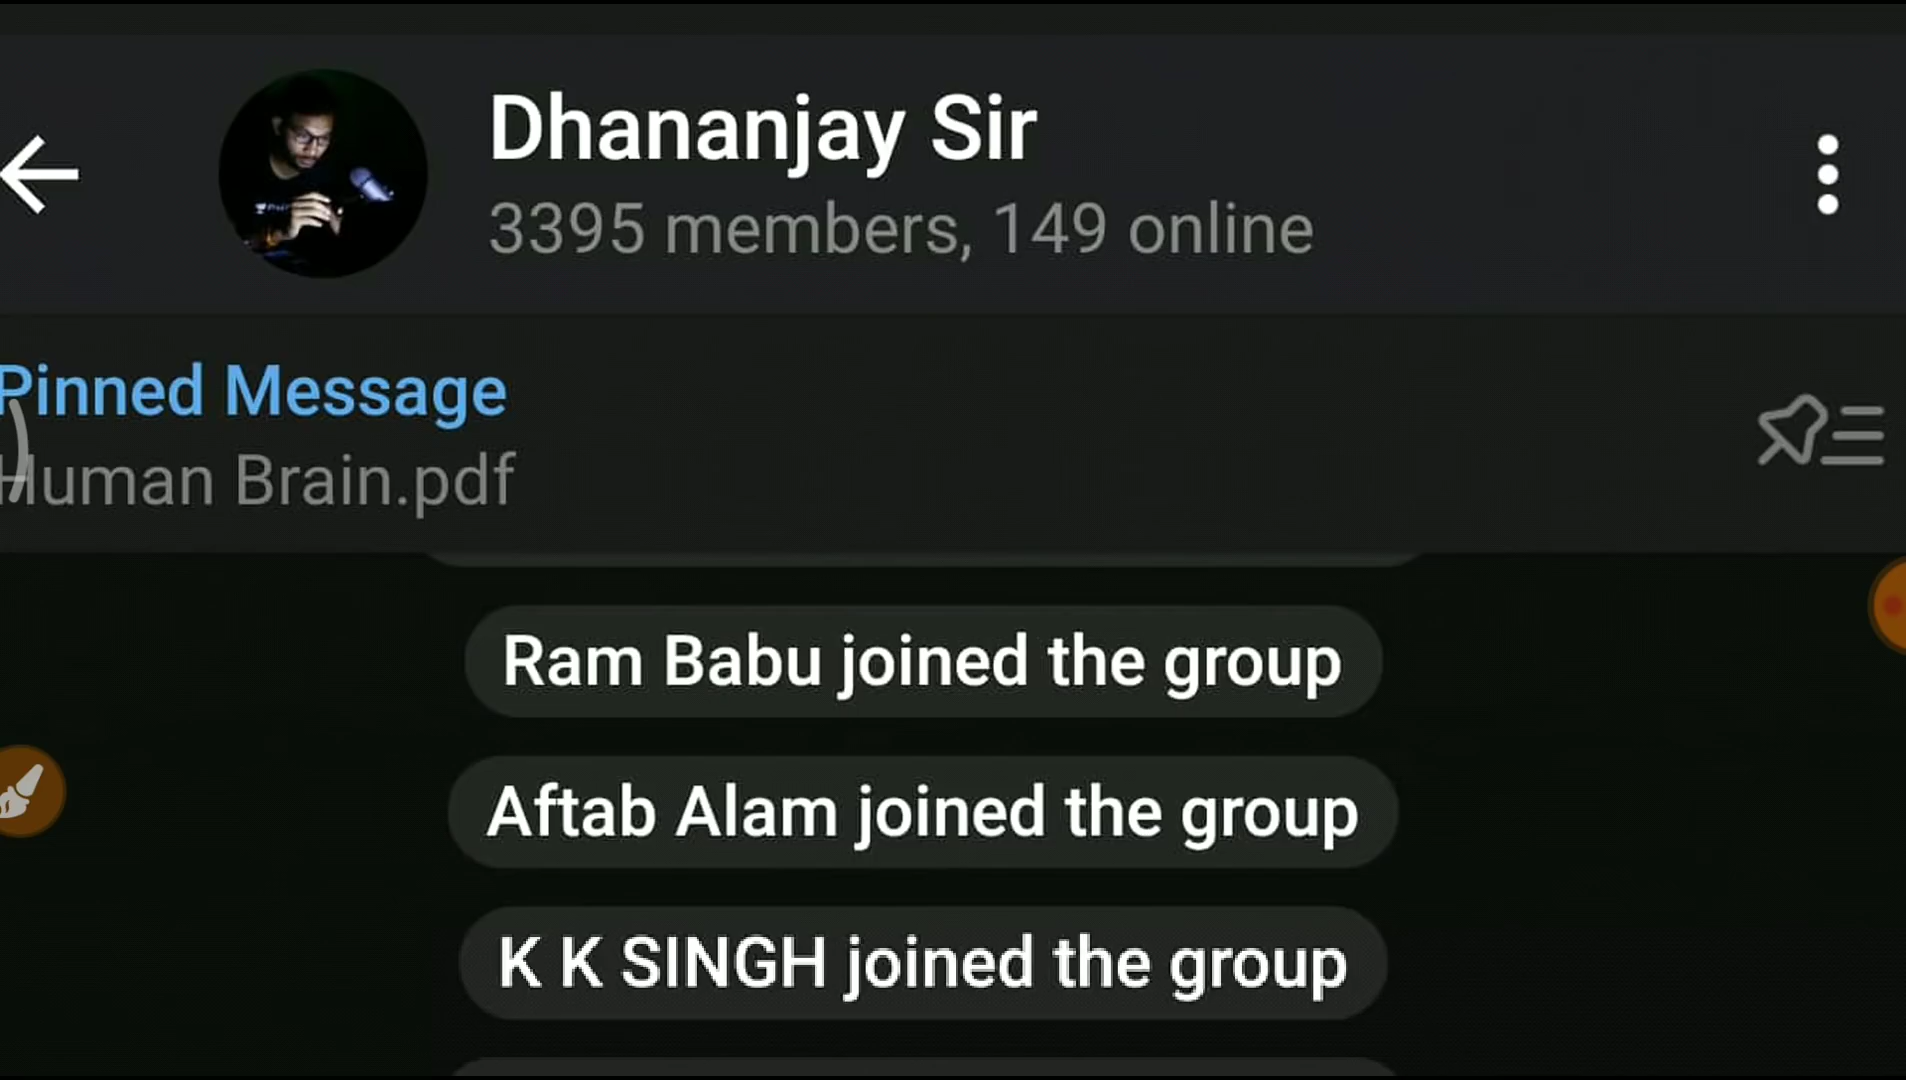 Dhananjay Sir
3395 members, 149 online
Pinned Message
Human Brain.pdf
Ram Babu joined the group
Aftab Alam joined the group
K K SINGH joined the group